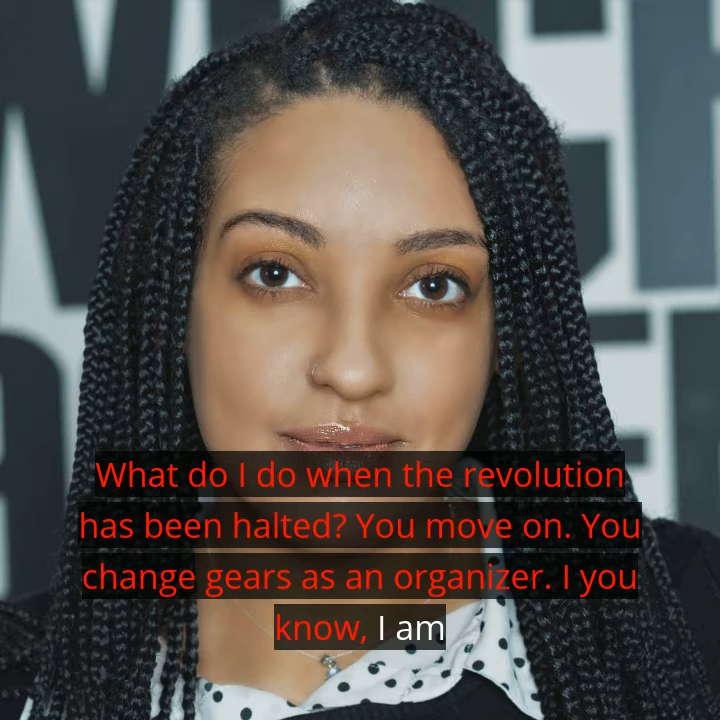 What do I do when the revolution
has been halted? You move on. You
change gears as an organizer. I you
know, I am